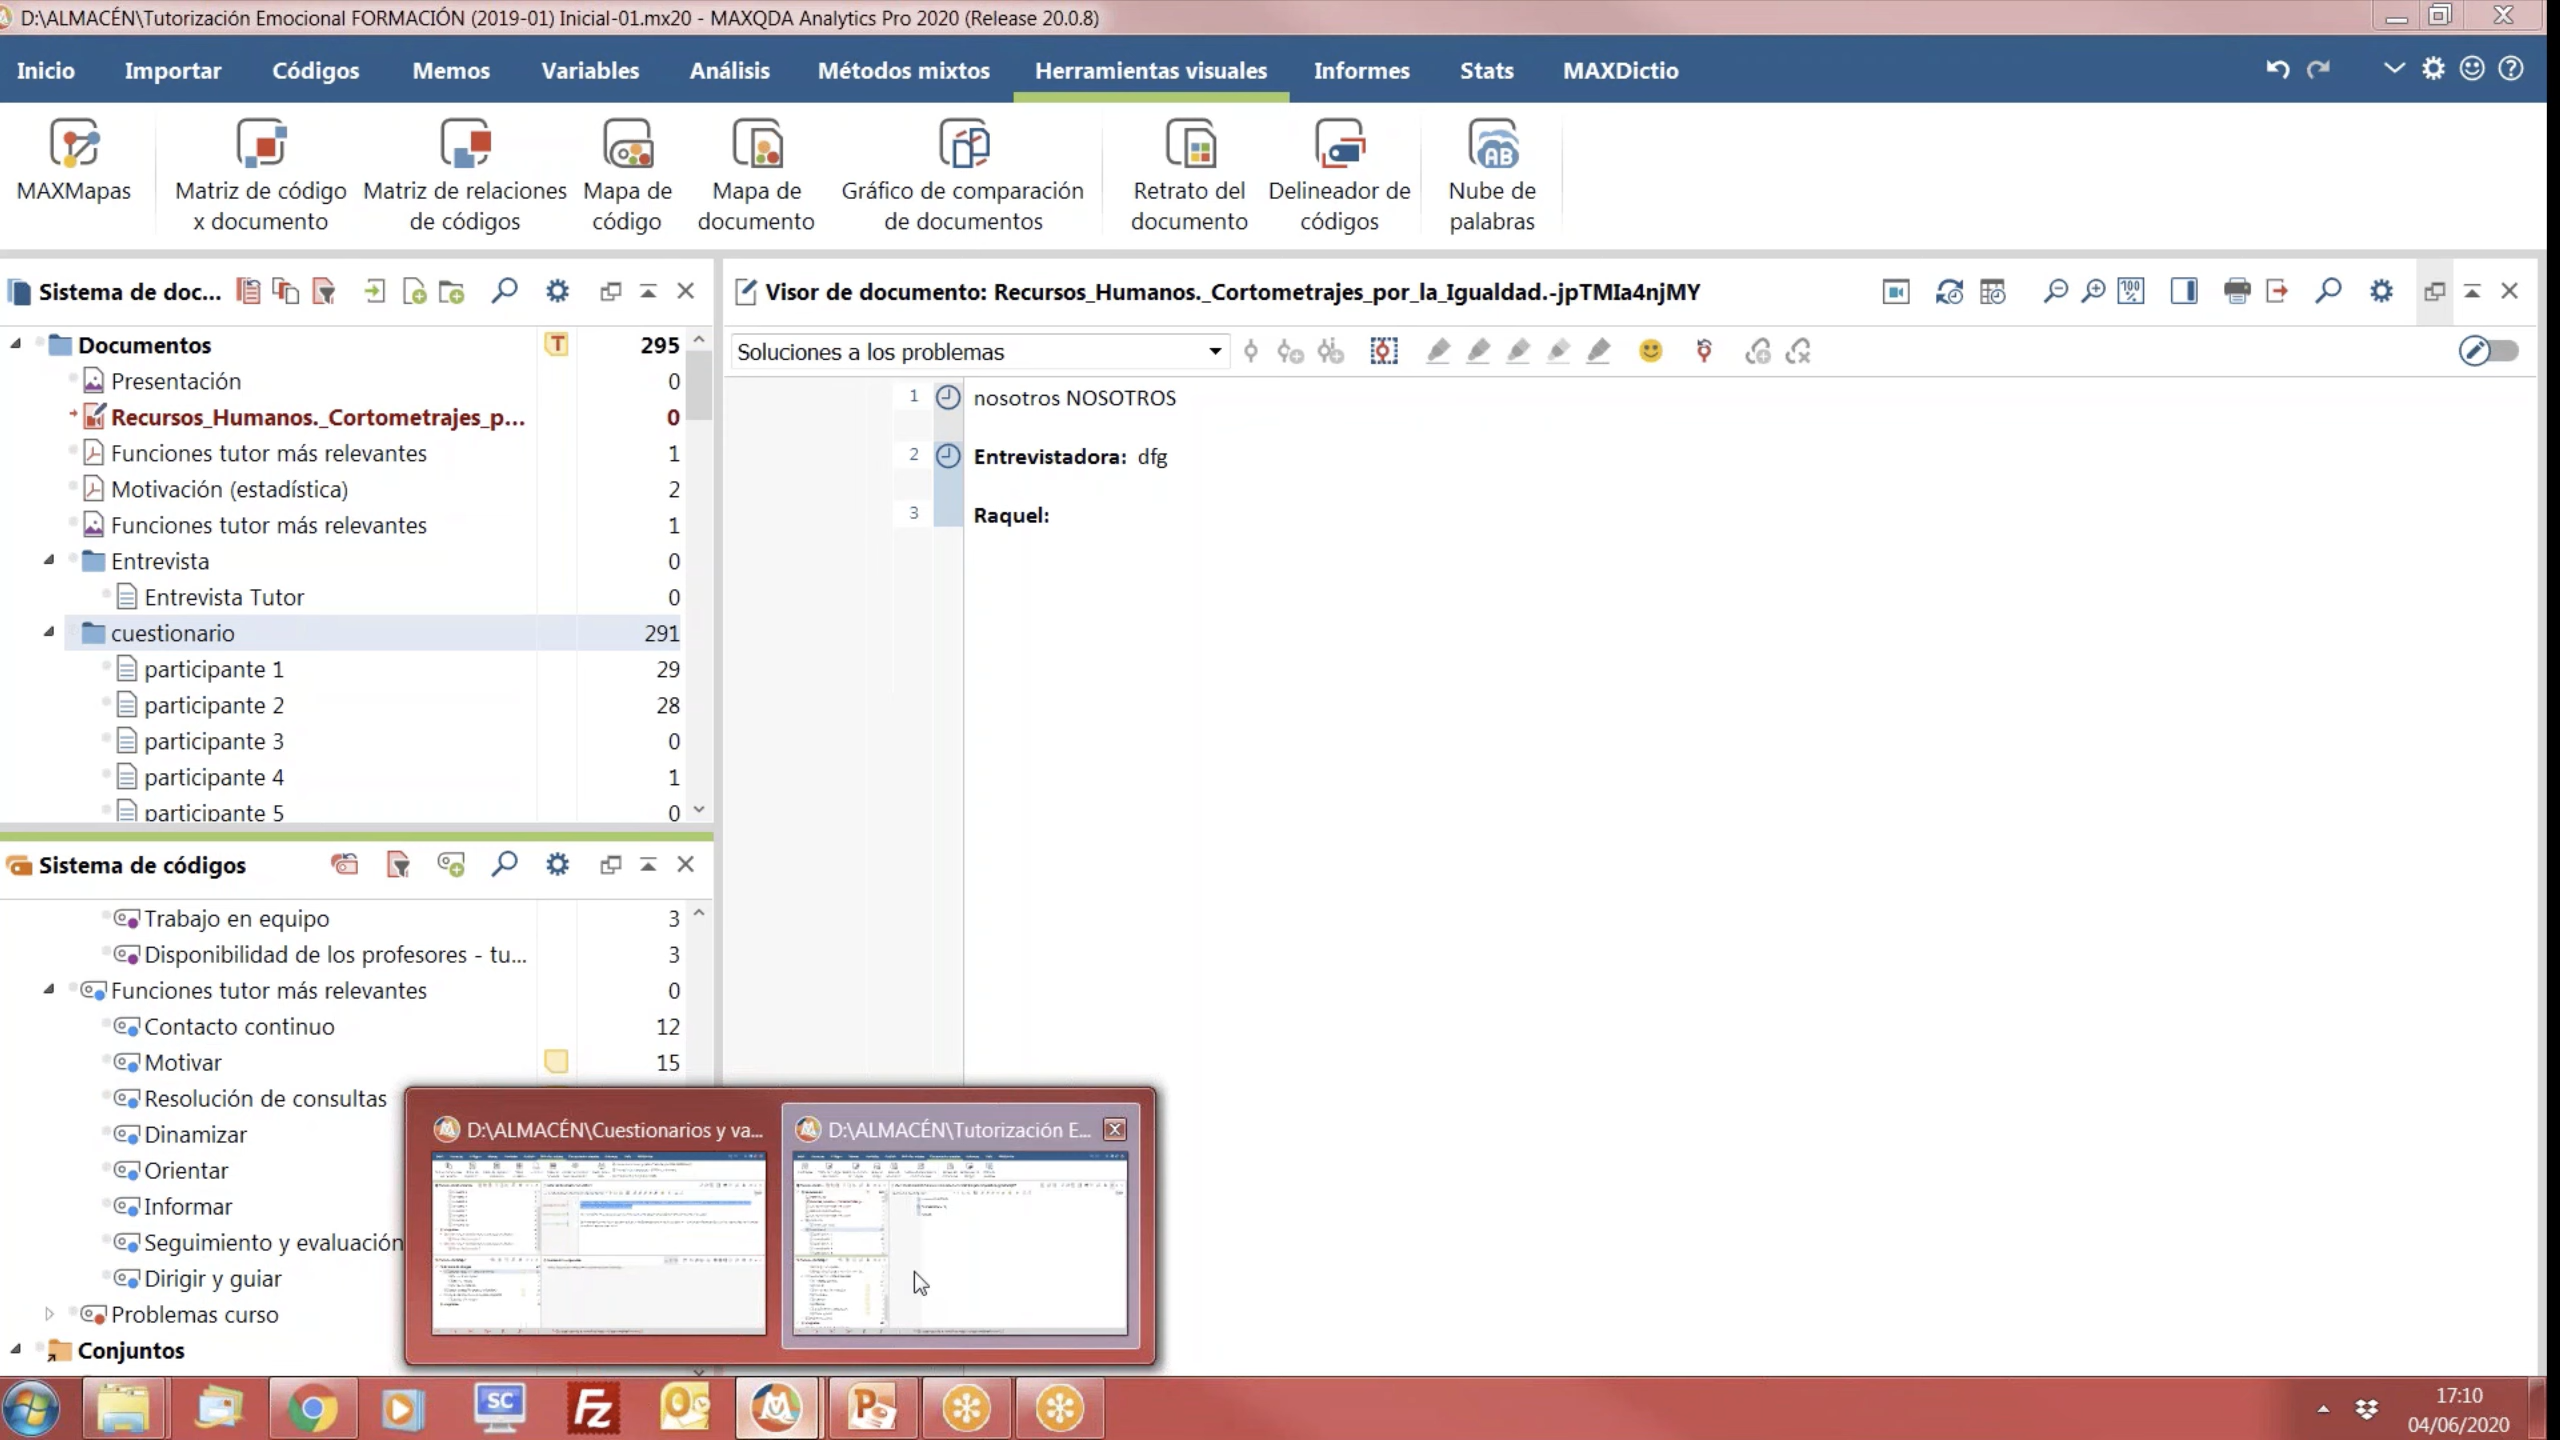 D:\ALMACÉN\Tutorización Emocional FORMACIÓN (2019-01) Inicial-01.mx20 - MAXQDA Analytics Pro 2020 (Release 20.0.8)
Inicio Importar Códigos Memos Variables Análisis Métodos mixtos Herramientas visuales Informes Stats MAXDictio
MAXMapas
Matriz de código
x documento
Matriz de relaciones
de códigos
Mapa de
código
Mapa de
documento
Gráfico de comparación
de documentos
Retrato del
documento
Delineador de
códigos
Nube de
palabras
Sistema de doc...
Documentos 295
Presentación 0
Recursos_Humanos._Cortometrajes_p... 0
Funciones tutor más relevantes 1
Motivación (estadística) 2
Funciones tutor más relevantes 1
Entrevista 0
Entrevista Tutor 0
cuestionario 291
participante 1 29
participante 2 28
participante 3 0
participante 4 1
participante 5 0
Visor de documento: Recursos_Humanos._Cortometrajes_por_la_Igualdad.-jpTMIa4njMY
Soluciones a los problemas
1 nosotros NOSOTROS
2 Entrevistadora: dfg
3 Raquel:
Sistema de códigos
Trabajo en equipo 3
Disponibilidad de los profesores - tu... 3
Funciones tutor más relevantes 0
Contacto continuo 12
Motivar 15
Resolución de consultas
Dinamizar
Orientar
Informar
Seguimiento y evaluación
Dirigir y guiar
Problemas curso
Conjuntos
D:\ALMACÉN\Cuestionarios y va...
D:\ALMACÉN\Tutorización E...
17:10
04/06/2020